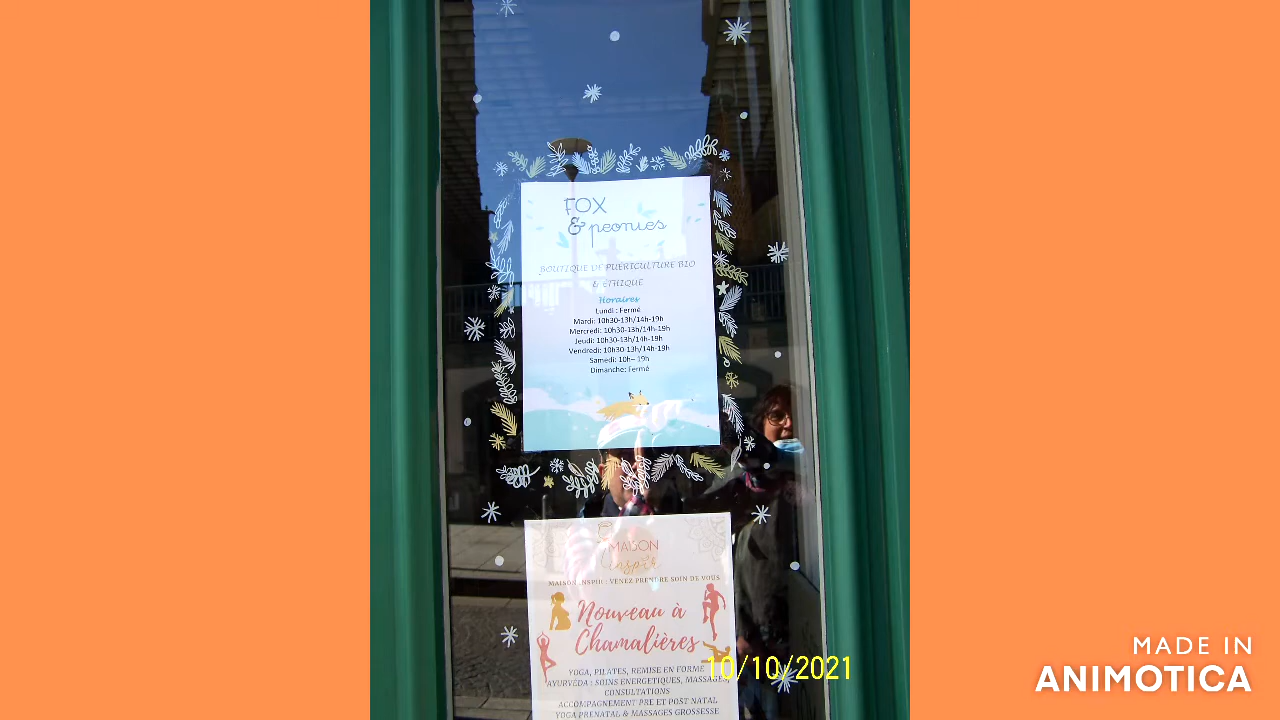 FOX
& peonies
BOUTIQUE DE PUÉRICULTURE BIO
& ÉTHIQUE
Horaires
Lundi : Fermé
Mardi: 10h30-13h/14h-19h
Mercredi: 10h30-13h/14h-19h
Jeudi: 10h30-13h/14h-19h
Vendredi: 10h30-13h/14h-19h
Samedi: 10h– 19h
Dimanche: Fermé
MAISON
inspir
MAISON INSPIR : VENEZ PRENDRE SOIN DE VOUS
Nouveau à
Chamalières
YOGA, PILATES, REMISE EN FORME
AYURVÉDA : SOINS ENERGETIQUES, MASSAGES,
CONSULTATIONS
ACCOMPAGNEMENT PRE ET POST NATAL
YOGA PRENATAL & MASSAGES GROSSESSE
10/10/2021
MADE IN
ANIMOTICA